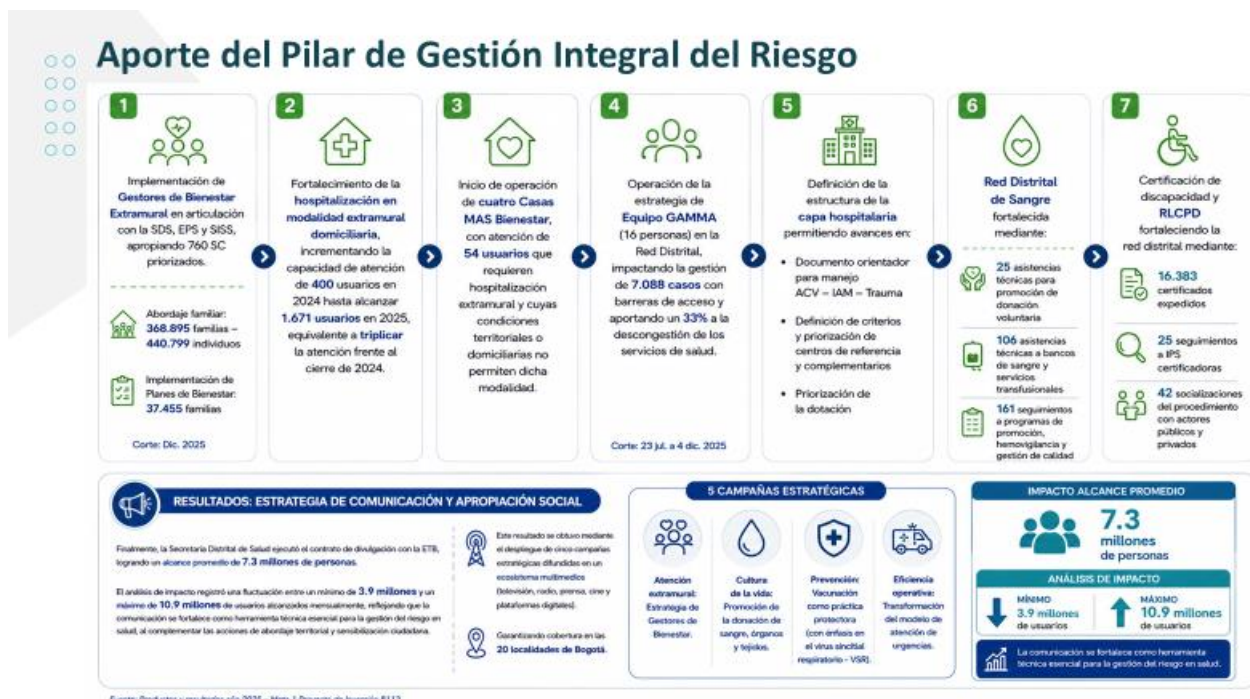 Aporte del Pilar de Gestión Integral del Riesgo
1
Implementación de
Gestores de Bienestar
Extramural en articulación
con la SDS, EPS y SISS,
apropiando 760 SC
priorizados.
Abordaje familiar:
368.895 familias –
440.799 individuos
Implementación de
Planes de Bienestar:
37.455 familias
Corte: Dic. 2025
2
Fortalecimiento de la
hospitalización en
modalidad extramural
domiciliaria,
incrementando la
capacidad de atención
de 400 usuarios en
2024 hasta alcanzar
1.671 usuarios en 2025,
equivalente a triplicar
la atención frente al
cierre de 2024.
3
Inicio de operación
de cuatro Casas
MAS Bienestar,
con atención de
54 usuarios que
requieren
hospitalización
extramural y cuyas
condiciones
territoriales o
domiciliarias no
permiten dicha
modalidad.
4
Operación de la
estrategia de
Equipo GAMMA
(16 personas) en la
Red Distrital,
impactando la gestión
de 7.088 casos con
barreras de acceso y
aportando un 33% a la
descongestión de los
servicios de salud.
Corte: 23 jul. a 4 dic. 2025
5
Definición de la
estructura de la
capa hospitalaria
permitiendo avances en:
• Documento orientador
para manejo
ACV – IAM – Trauma
• Definición de criterios
y priorización de
centros de referencia
y complementarios
• Priorización de
la dotación
6
Red Distrital
de Sangre
fortalecida
mediante:
25 asistencias
técnicas para
promoción de
donación
voluntaria
106 asistencias
técnicas a bancos
de sangre y
servicios
transfusionales
161 seguimientos
a programas de
promoción,
hemovigilancia y
gestión de calidad
7
Certificación de
discapacidad y
RLCPD
fortaleciendo la
red distrital mediante:
16.383
certificados
expedidos
25 seguimientos
a IPS
certificadoras
42 socializaciones
del procedimiento
con actores
públicos y
privados
RESULTADOS: ESTRATEGIA DE COMUNICACIÓN Y APROPIACIÓN SOCIAL
Finalmente, la Secretaría Distrital de Salud ejecutó el contrato de divulgación con la ETB,
logrando un alcance promedio de 7.3 millones de personas.
El análisis de impacto registró una fluctuación entre un mínimo de 3.9 millones y un
máximo de 10.9 millones de usuarios alcanzados mensualmente, reflejando que la
comunicación se fortalece como herramienta técnica esencial para la gestión del riesgo en
salud, al complementar las acciones de abordaje territorial y sensibilización ciudadana.
Este resultado se obtuvo mediante
el despliegue de cinco campañas
estratégicas difundidas en un
ecosistema multimedios
(televisión, radio, prensa, cine y
plataformas digitales).
Garantizando cobertura en las
20 localidades de Bogotá.
5 CAMPAÑAS ESTRATÉGICAS
Atención
extramural:
Estrategia de
Gestores de
Bienestar.
Cultura
de la vida:
Promoción de
la donación de
sangre, órganos
y tejidos.
Prevención:
Vacunación
como práctica
protectora
(con énfasis en
el virus sincitial
respiratorio – VSR).
Eficiencia
operativa:
Transformación
del modelo de
atención de
urgencias.
IMPACTO ALCANCE PROMEDIO
7.3
millones
de personas
ANÁLISIS DE IMPACTO
MÍNIMO
3.9 millones
de usuarios
MÁXIMO
10.9 millones
de usuarios
La comunicación se fortalece como herramienta
técnica esencial para la gestión del riesgo en salud.